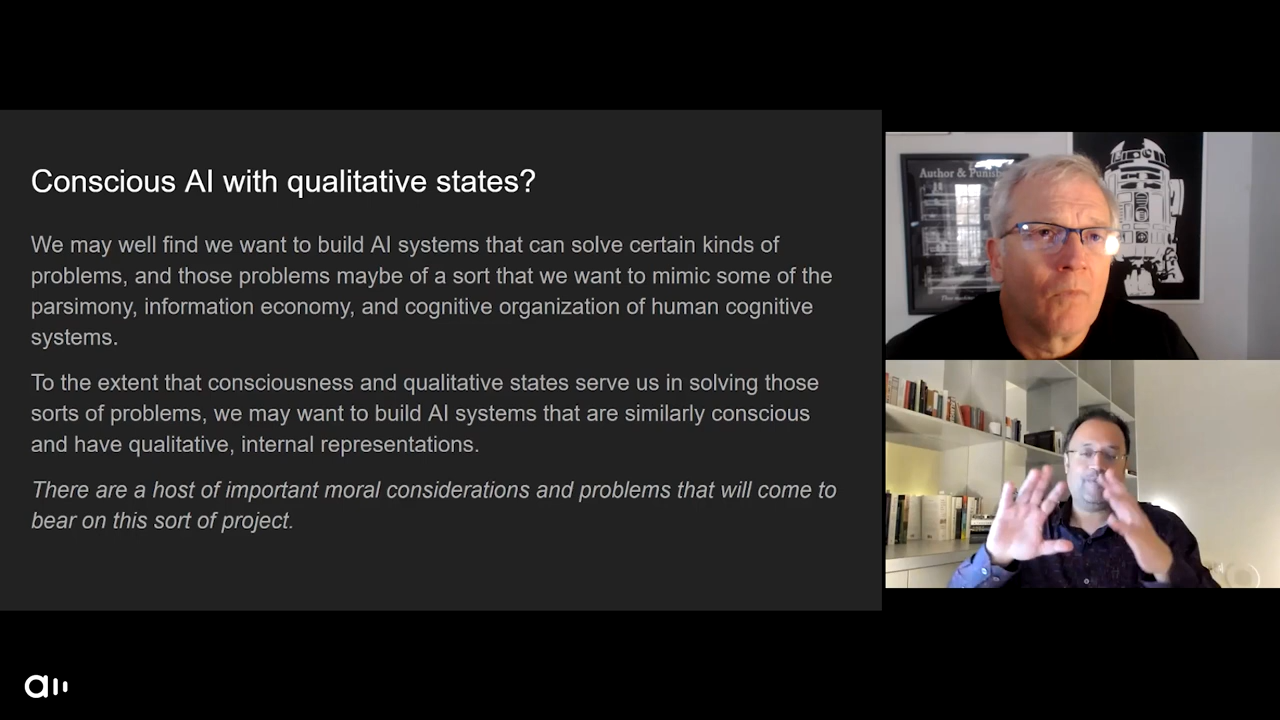 Conscious AI with qualitative states?
We may well find we want to build AI systems that can solve certain kinds of
problems, and those problems maybe of a sort that we want to mimic some of the
parsimony, information economy, and cognitive organization of human cognitive
systems.
To the extent that consciousness and qualitative states serve us in solving those
sorts of problems, we may want to build AI systems that are similarly conscious
and have qualitative, internal representations.
There are a host of important moral considerations and problems that will come to
bear on this sort of project.
Author & Punisher